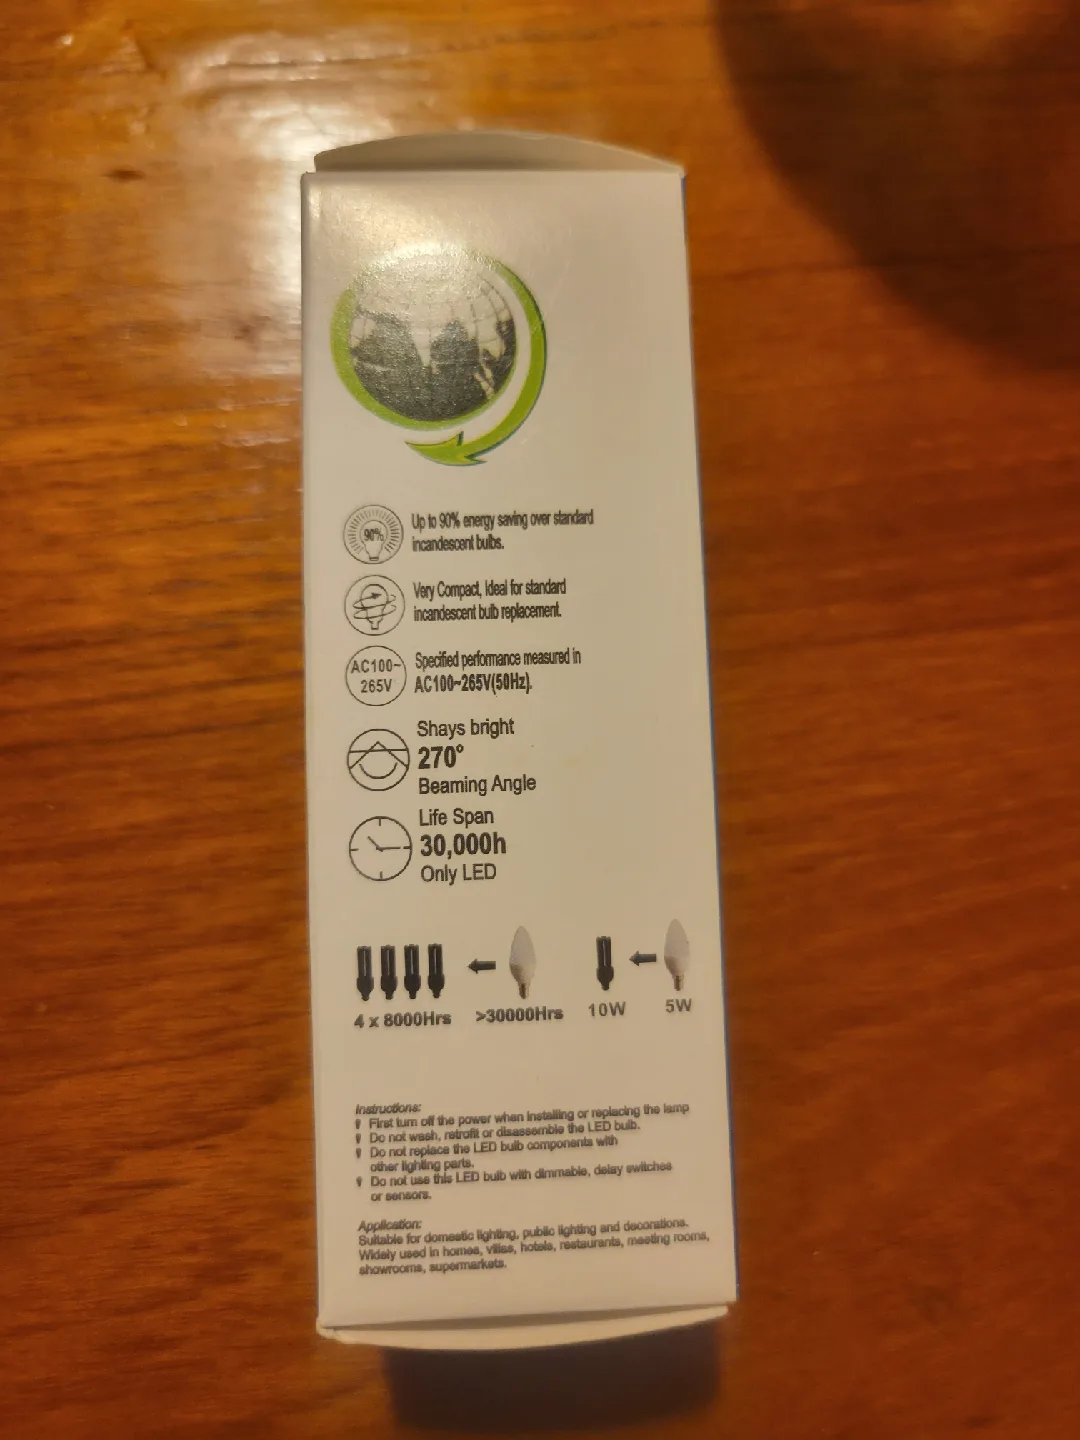 90%
Up to 90% energy saving over standard
incandescent bulbs.
Very Compact, Ideal for standard
incandescent bulb replacement.
AC100~
265V
Specified performance measured in
AC100~265V(50Hz).
Shays bright
270°
Beaming Angle
Life Span
30,000h
Only LED
4 x 8000Hrs
>30000Hrs
10W
5W
Instructions:
First turn off the power when installing or replacing the lamp
Do not wash, retrofit or disassemble the LED bulb.
Do not replace the LED bulb components with
other lighting parts.
Do not use this LED bulb with dimmable, delay switches
or sensors.
Application:
Suitable for domestic lighting, public lighting and decorations.
Widely used in homes, villas, hotels, restaurants, meeting rooms,
showrooms, supermarkets.